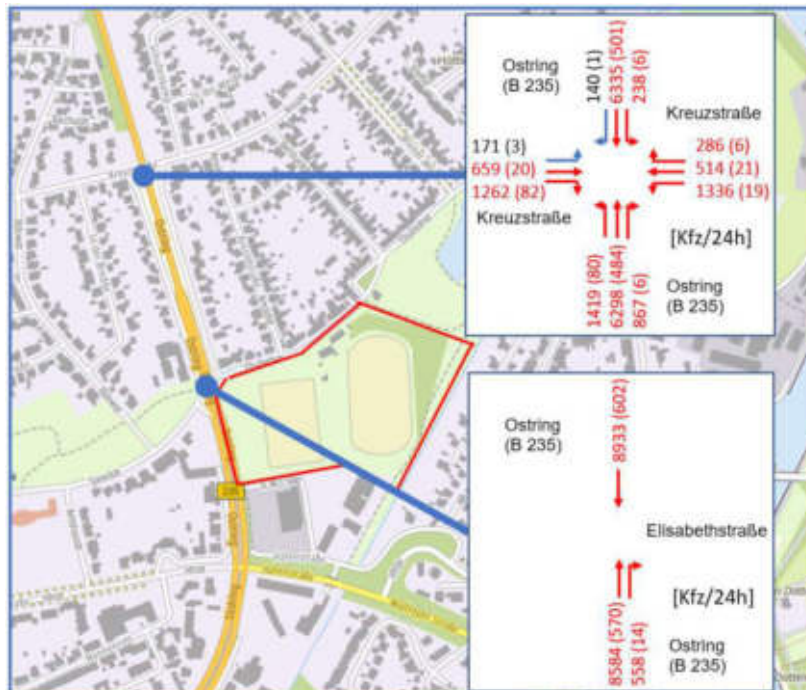 Ostring
(B 235)
140 (1)
6335 (501)
238 (6)
Kreuzstraße
171 (3)
659 (20)
1262 (82)
286 (6)
514 (21)
1336 (19)
Kreuzstraße
[Kfz/24h]
1419 (80)
6298 (484)
867 (6)
Ostring
(B 235)
Ostring
(B 235)
8933 (602)
Elisabethstraße
[Kfz/24h]
8584 (570)
558 (14)
Ostring
(B 235)
Ostring
Ostring
235